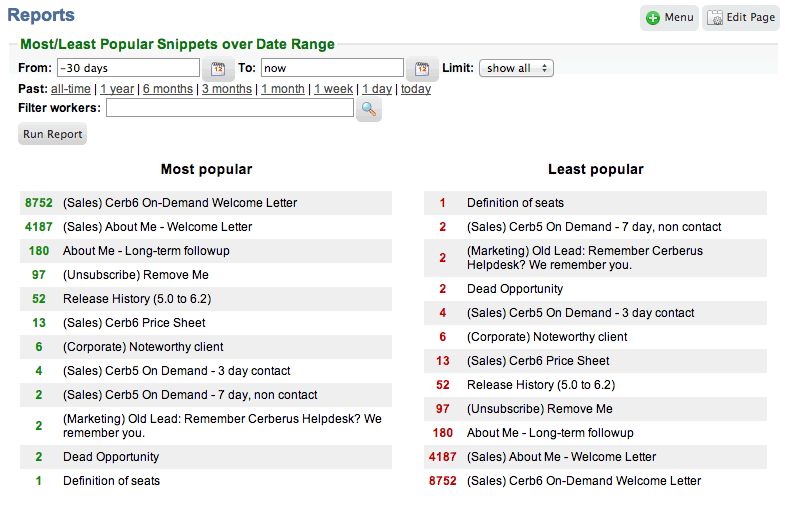 Reports
Menu
Edit Page
Most/Least Popular Snippets over Date Range
From: -30 days 12 To: now 12 Limit: show all
Past: all-time | 1 year | 6 months | 3 months | 1 month | 1 week | 1 day | today
Filter workers:
Run Report
Most popular
8752 (Sales) Cerb6 On-Demand Welcome Letter
4187 (Sales) About Me - Welcome Letter
180 About Me - Long-term followup
97 (Unsubscribe) Remove Me
52 Release History (5.0 to 6.2)
13 (Sales) Cerb6 Price Sheet
6 (Corporate) Noteworthy client
4 (Sales) Cerb5 On Demand - 3 day contact
2 (Sales) Cerb5 On Demand - 7 day, non contact
2 (Marketing) Old Lead: Remember Cerberus Helpdesk? We
remember you.
2 Dead Opportunity
1 Definition of seats
Least popular
1 Definition of seats
2 (Sales) Cerb5 On Demand - 7 day, non contact
2 (Marketing) Old Lead: Remember Cerberus
Helpdesk? We remember you.
2 Dead Opportunity
4 (Sales) Cerb5 On Demand - 3 day contact
6 (Corporate) Noteworthy client
13 (Sales) Cerb6 Price Sheet
52 Release History (5.0 to 6.2)
97 (Unsubscribe) Remove Me
180 About Me - Long-term followup
4187 (Sales) About Me - Welcome Letter
8752 (Sales) Cerb6 On-Demand Welcome Letter